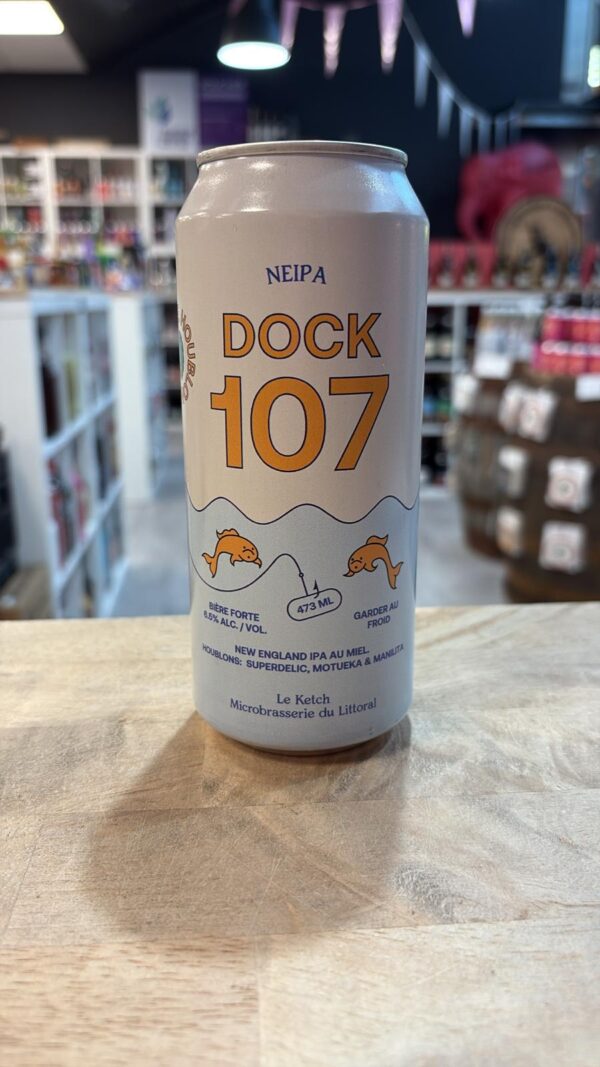 NEIPA
DOCK
107
473 ML
BIÈRE FORTE
6.5% ALC. / VOL.
GARDER AU
FROID
NEW ENGLAND IPA AU MIEL
HOUBLONS: SUPERDELIC, MOTUEKA & MANILITA
Le Ketch
Microbrasserie du Littoral